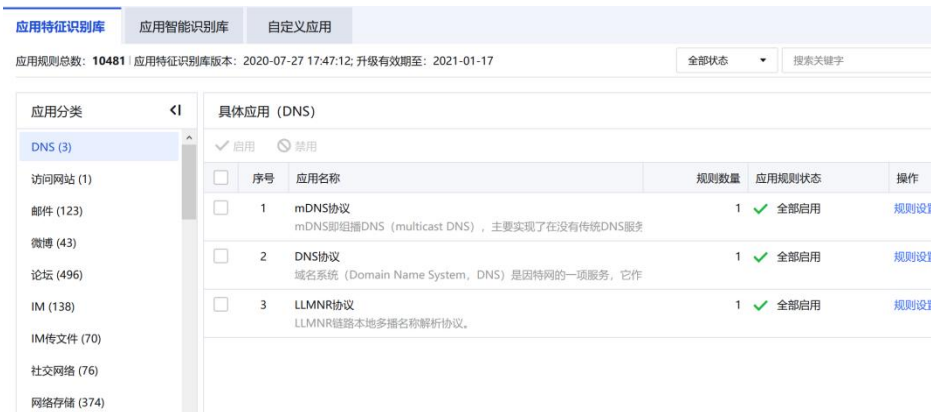 应用特征识别库 应用智能识别库 自定义应用
应用规则总数：10481 应用特征识别库版本：2020-07-27 17:47:12; 升级有效期至：2021-01-17 全部状态 搜索关键字
应用分类 具体应用（DNS）
DNS (3) 启用 禁用
访问网站 (1) 序号 应用名称 规则数量 应用规则状态 操作
邮件 (123) 1 mDNS协议 1 全部启用 规则设置
mDNS即组播DNS（multicast DNS），主要实现了在没有传统DNS服务
微博 (43)
论坛 (496) 2 DNS协议 1 全部启用 规则设置
域名系统（Domain Name System，DNS）是因特网的一项服务，它作
IM (138) 3 LLMNR协议 1 全部启用 规则设置
LLMNR链路本地多播名称解析协议。
IM传文件 (70)
社交网络 (76)
网络存储 (374)